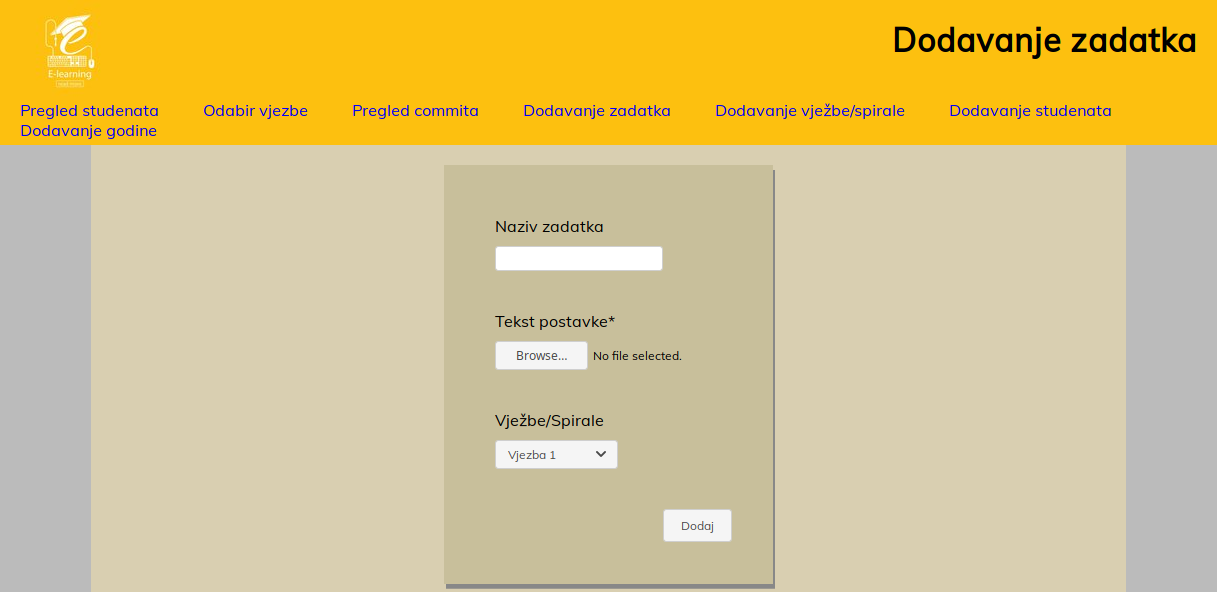 E-learning
Dodavanje zadatka
Pregled studenata Odabir vjezbe Pregled commita Dodavanje zadatka Dodavanje vježbe/spirale Dodavanje studenata
Dodavanje godine
Naziv zadatka
Tekst postavke*
Browse... No file selected.
Vježbe/Spirale
Vjezba 1
Dodaj